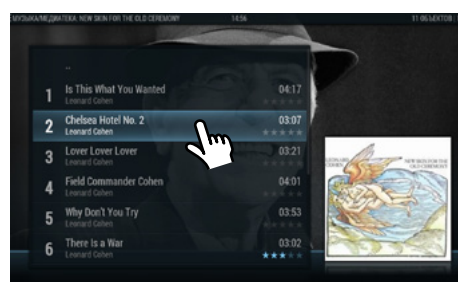 МУЗЫКА/МЕДИАТЕКА: NEW SKIN FOR THE OLD CEREMONY 14:56 11 ОБЪЕКТОВ
..
1 Is This What You Wanted 04:17
Leonard Cohen
2 Chelsea Hotel No. 2 03:07
Leonard Cohen
3 Lover Lover Lover 03:21
Leonard Cohen
4 Field Commander Cohen 04:01
Leonard Cohen
5 Why Don't You Try 03:53
Leonard Cohen
6 There Is a War 03:02
Leonard Cohen
LEONARD COHEN
NEW SKIN FOR THE OLD CEREMONY